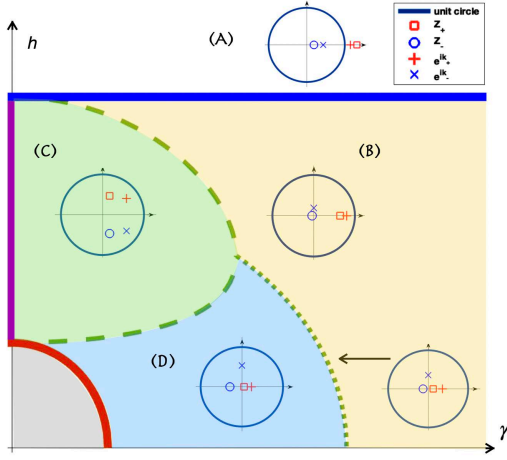 h
(A)
unit circle
Z₊
Z₋
e^{ik₊}
e^{ik₋}
(C)
(B)
(D)
γ